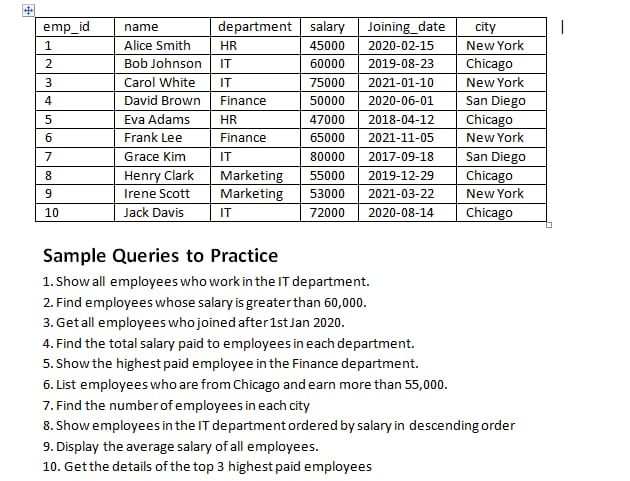 emp_id name department salary Joining_date city
1 Alice Smith HR 45000 2020-02-15 New York
2 Bob Johnson IT 60000 2019-08-23 Chicago
3 Carol White IT 75000 2021-01-10 New York
4 David Brown Finance 50000 2020-06-01 San Diego
5 Eva Adams HR 47000 2018-04-12 Chicago
6 Frank Lee Finance 65000 2021-11-05 New York
7 Grace Kim IT 80000 2017-09-18 San Diego
8 Henry Clark Marketing 55000 2019-12-29 Chicago
9 Irene Scott Marketing 53000 2021-03-22 New York
10 Jack Davis IT 72000 2020-08-14 Chicago
Sample Queries to Practice
1. Show all employees who work in the IT department.
2. Find employees whose salary is greater than 60,000.
3. Get all employees who joined after 1st Jan 2020.
4. Find the total salary paid to employees in each department.
5. Show the highest paid employee in the Finance department.
6. List employees who are from Chicago and earn more than 55,000.
7. Find the number of employees in each city
8. Show employees in the IT department ordered by salary in descending order
9. Display the average salary of all employees.
10. Get the details of the top 3 highest paid employees